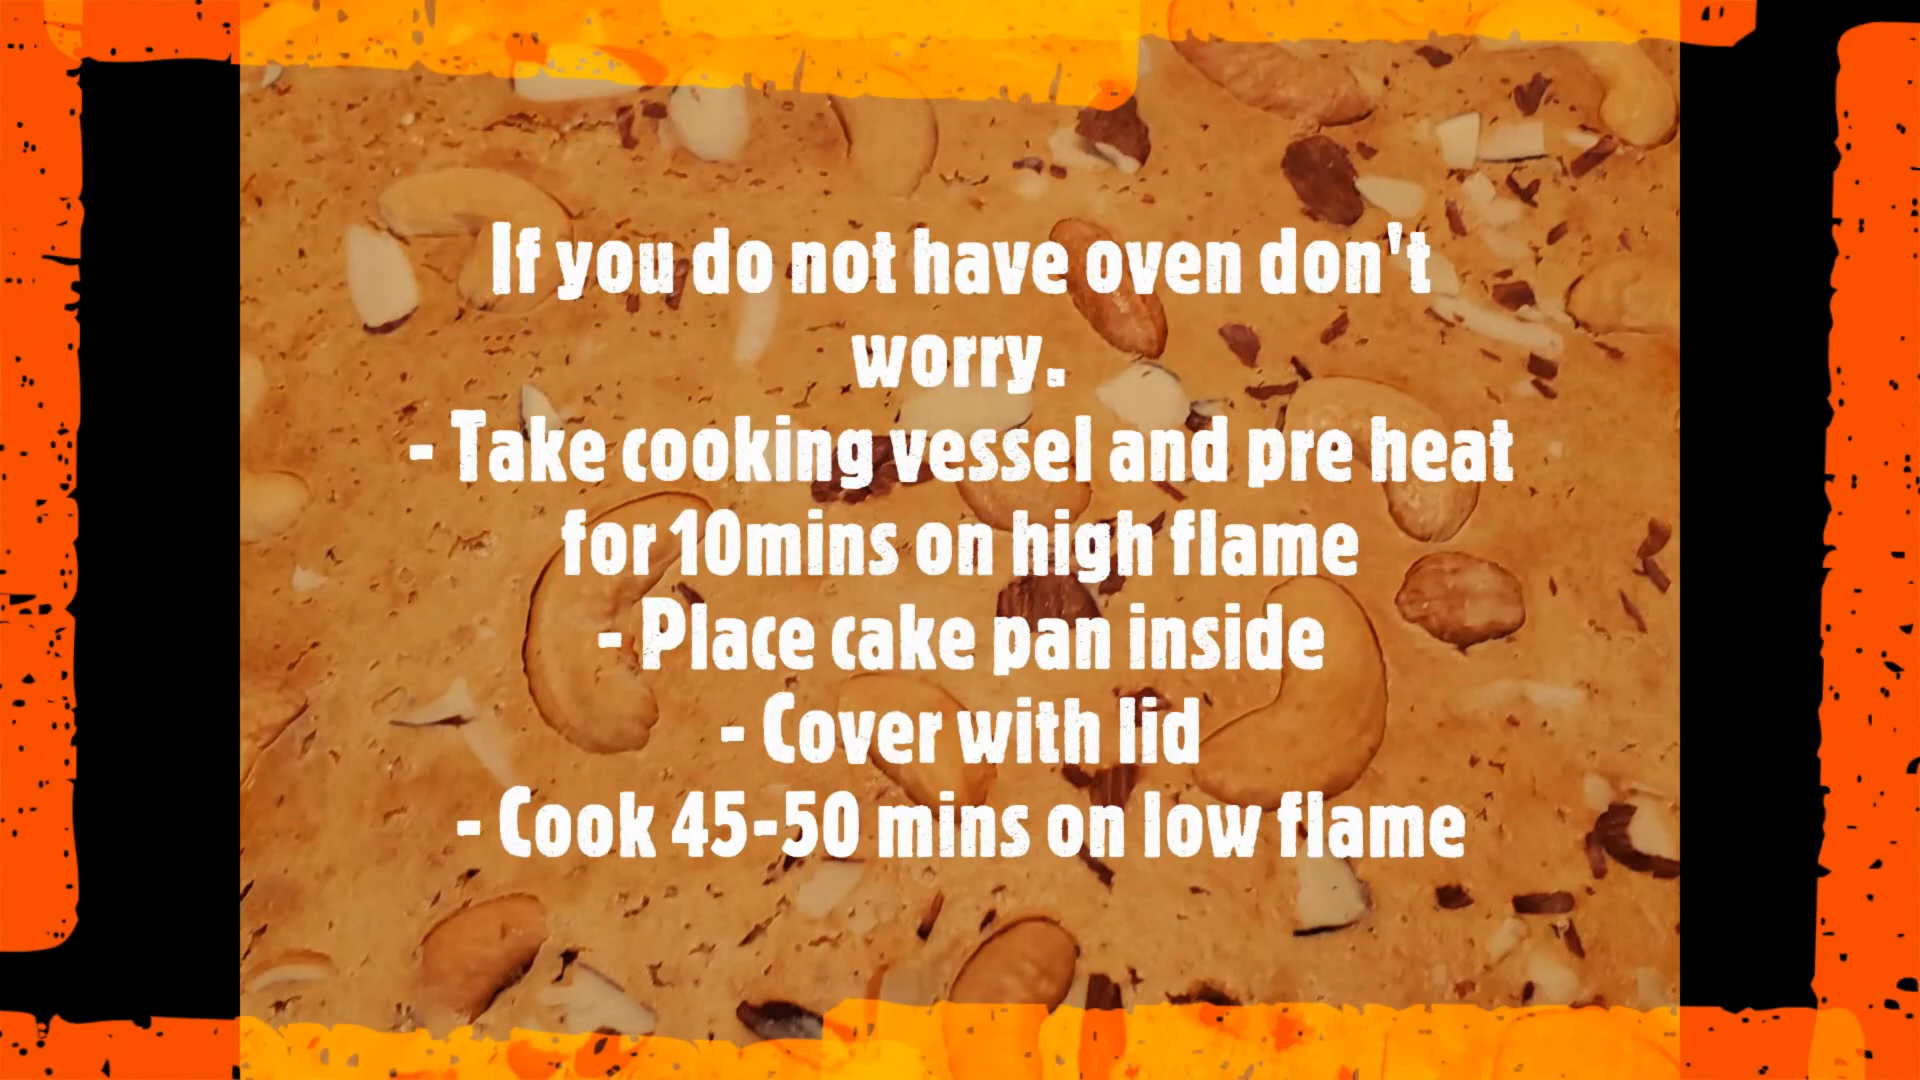 If you do not have oven don't
worry.
- Take cooking vessel and pre heat
for 10mins on high flame
- Place cake pan inside
- Cover with lid
- Cook 45-50 mins on low flame